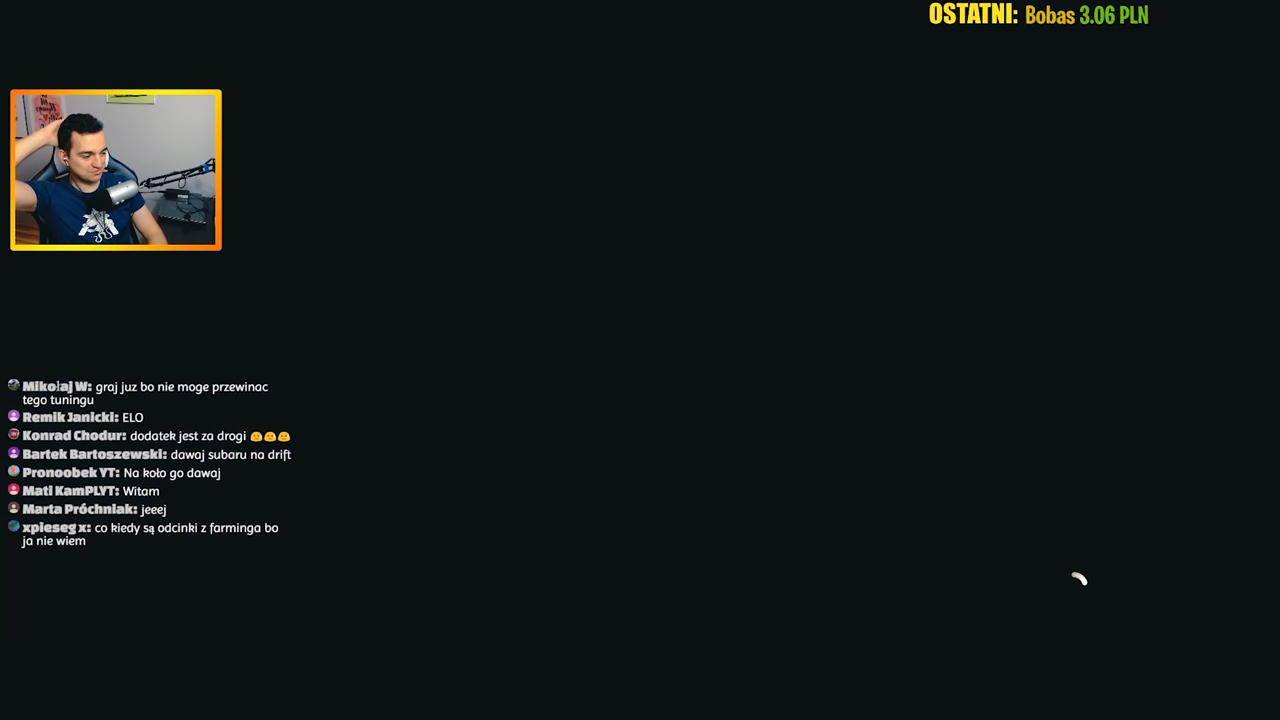 OSTATNI: Bobas 3.06 PLN
Mikołaj W: graj juz bo nie moge przewinac
tego tuningu
Remik Janicki: ELO
Konrad Chodur: dodatek jest za drogi
Bartek Bartoszewski: dawaj subaru na drift
Pronoobek YT: Na koło go dawaj
Mati KamPLYT: Witam
Marta Próchniak: jeeej
xpieseg x: co kiedy są odcinki z farminga bo
ja nie wiem